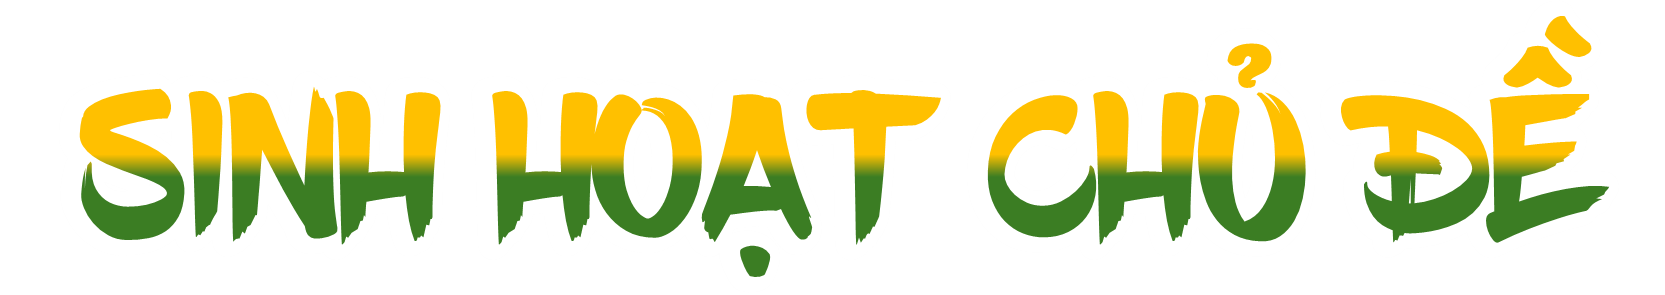 SINH HOẠT CHỦ ĐỀ